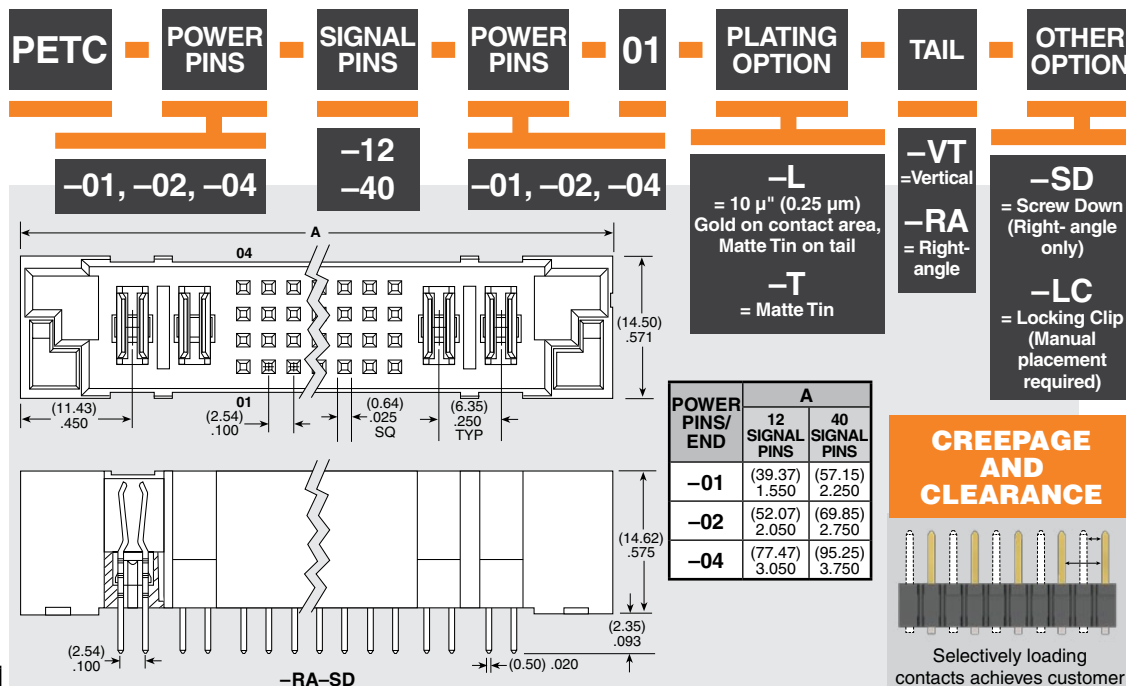 PETC
POWER
PINS
SIGNAL
PINS
POWER
PINS
01
PLATING
OPTION
TAIL
OTHER
OPTION
–01, –02, –04
–12
–40
–01, –02, –04
–L
= 10 µ" (0.25 µm)
Gold on contact area,
Matte Tin on tail
–T
= Matte Tin
–VT
=Vertical
–RA
= Right-
angle
–SD
= Screw Down
(Right- angle
only)
–LC
= Locking Clip
(Manual
placement
required)
A
04
01
(14.50)
.571
(11.43)
.450
(2.54)
.100
(0.64)
.025
SQ
(6.35)
.250
TYP
(14.62)
.575
(2.35)
.093
(2.54)
.100
(0.50) .020
–RA–SD
POWER
PINS/
END
A
12
SIGNAL
PINS
40
SIGNAL
PINS
–01
(39.37)
1.550
(57.15)
2.250
–02
(52.07)
2.050
(69.85)
2.750
–04
(77.47)
3.050
(95.25)
3.750
CREEPAGE
AND
CLEARANCE
Selectively loading
contacts achieves customer